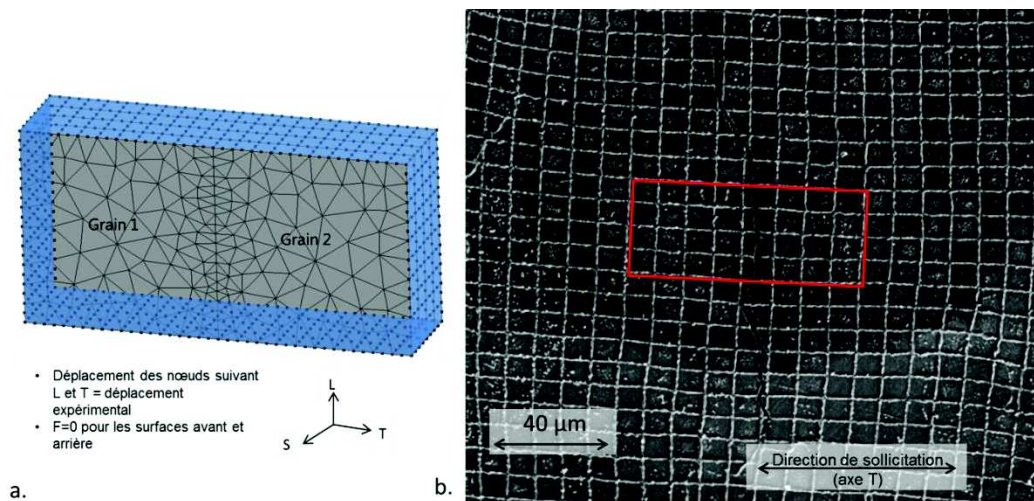 Grain 1
Grain 2
• Déplacement des nœuds suivant
L et T = déplacement
expérimental
• F=0 pour les surfaces avant et
arrière
L
S
T
a.
40 µm
Direction de sollicitation
(axe T)
b.